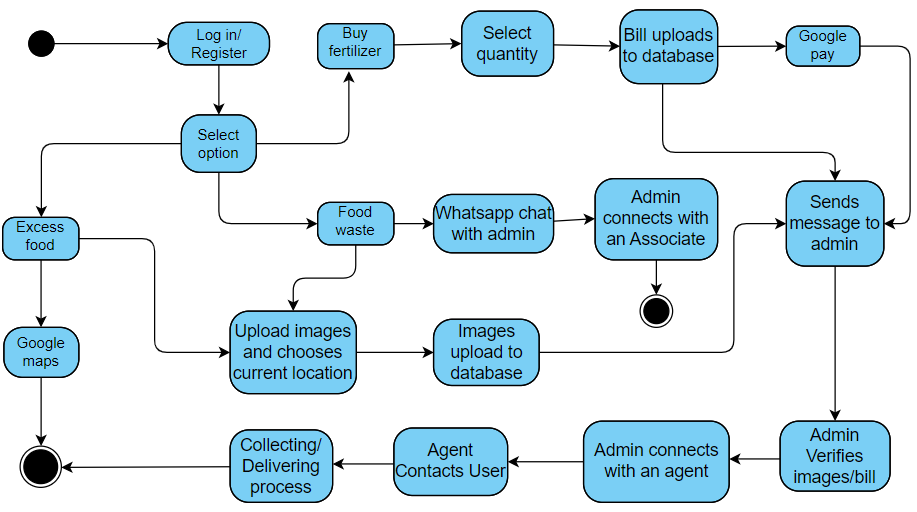 Log in/
Register
Buy
fertilizer
Select
quantity
Bill uploads
to database
Google
pay
Select
option
Excess
food
Food
waste
Whatsapp chat
with admin
Admin
connects with
an Associate
Sends
message to
admin
Google
maps
Upload images
and chooses
current location
Images
upload to
database
Collecting/
Delivering
process
Agent
Contacts User
Admin connects
with an agent
Admin
Verifies
images/bill